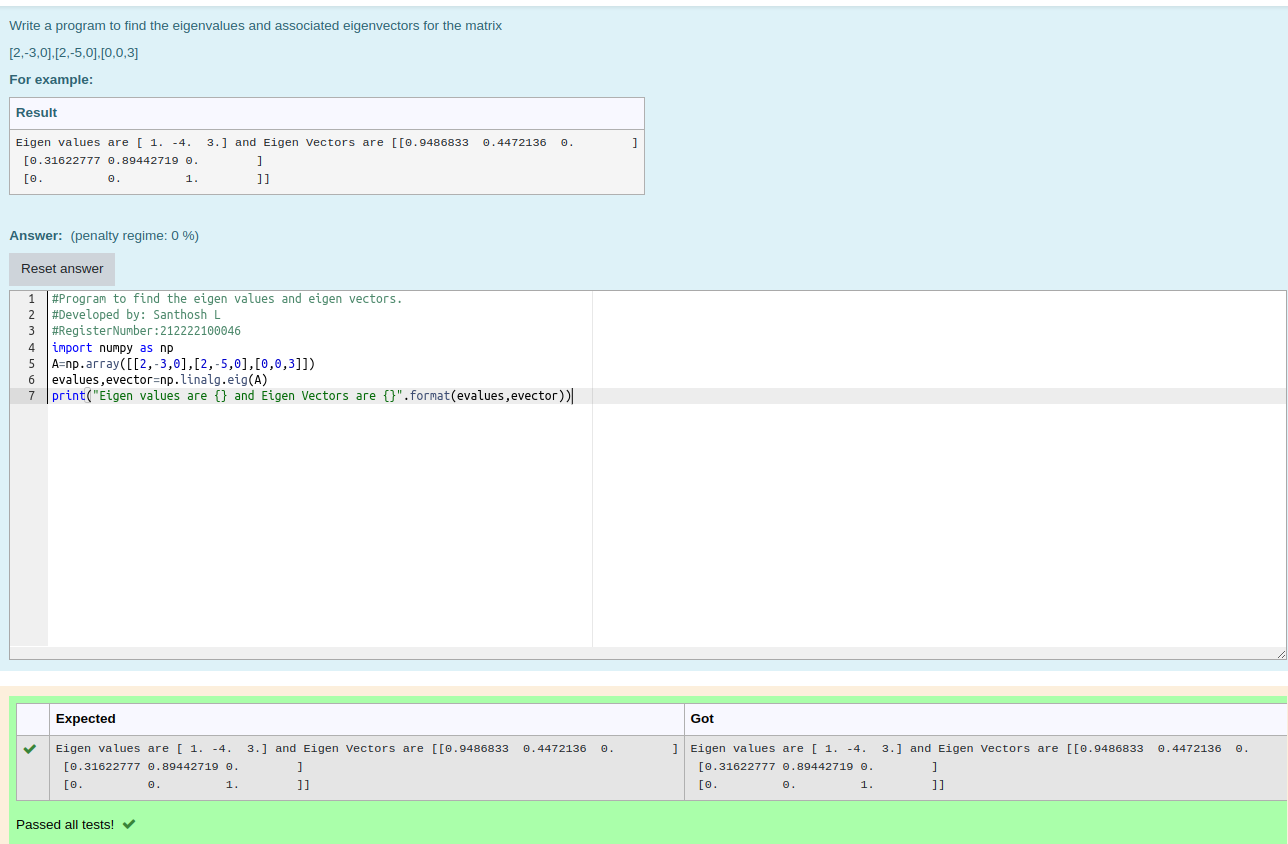 Write a program to find the eigenvalues and associated eigenvectors for the matrix
[2,-3,0],[2,-5,0],[0,0,3]
For example:
Result
Eigen values are [ 1. -4.  3.] and Eigen Vectors are [[0.9486833  0.4472136  0.        ]
 [0.31622777 0.89442719 0.        ]
 [0.         0.         1.        ]]
Answer: (penalty regime: 0 %)
Reset answer
1 #Program to find the eigen values and eigen vectors.
2 #Developed by: Santhosh L
3 #RegisterNumber:212222100046
4 import numpy as np
5 A=np.array([[2,-3,0],[2,-5,0],[0,0,3]])
6 evalues,evector=np.linalg.eig(A)
7 print("Eigen values are {} and Eigen Vectors are {}".format(evalues,evector))
Expected Got
Eigen values are [ 1. -4.  3.] and Eigen Vectors are [[0.9486833  0.4472136  0.        ] Eigen values are [ 1. -4.  3.] and Eigen Vectors are [[0.9486833  0.4472136  0.
 [0.31622777 0.89442719 0.        ] [0.31622777 0.89442719 0.        ]
 [0.         0.         1.        ]] [0.         0.         1.        ]]
Passed all tests!